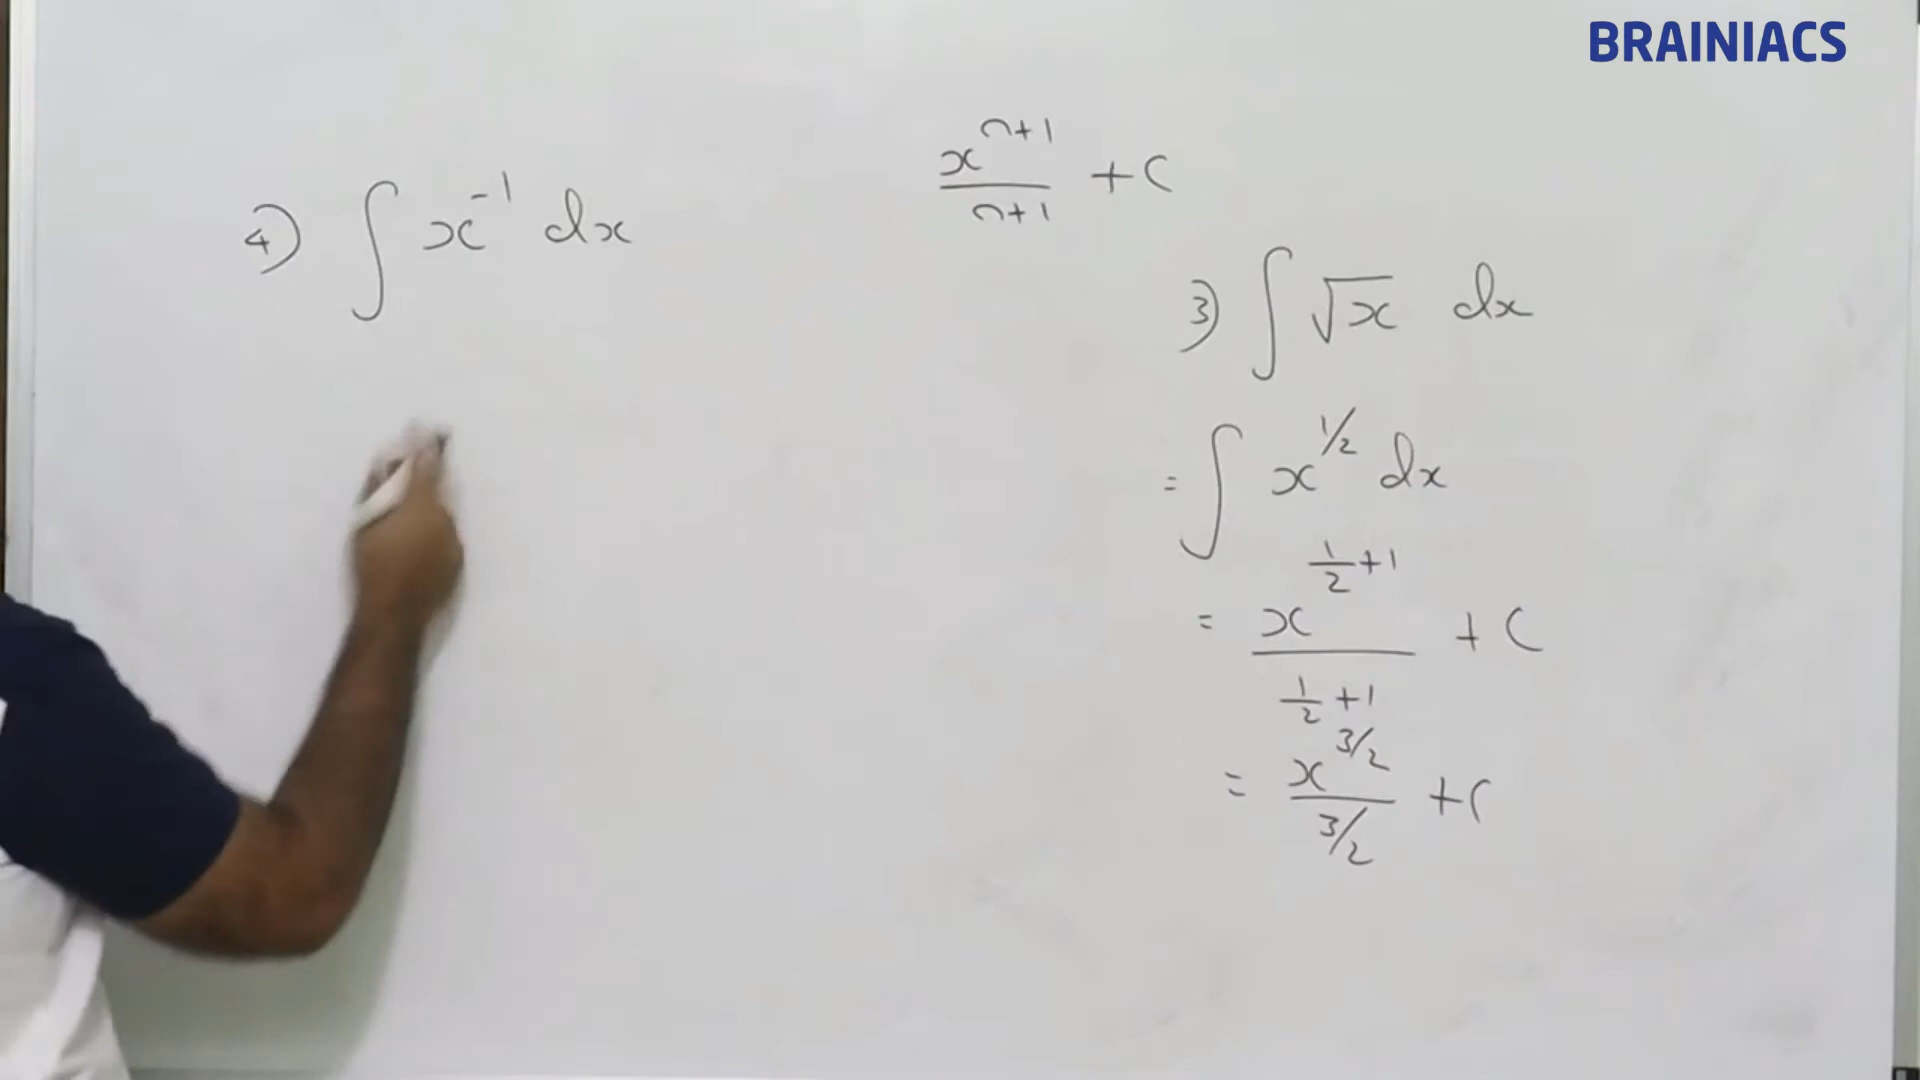 BRAINIACS
4) ∫ x⁻¹ dx
xⁿ⁺¹/n+1 + C
3) ∫ √x dx
= ∫ x^1/2 dx
= x^(1/2 + 1)/(1/2 + 1) + C
= x^3/2/3/2 + C